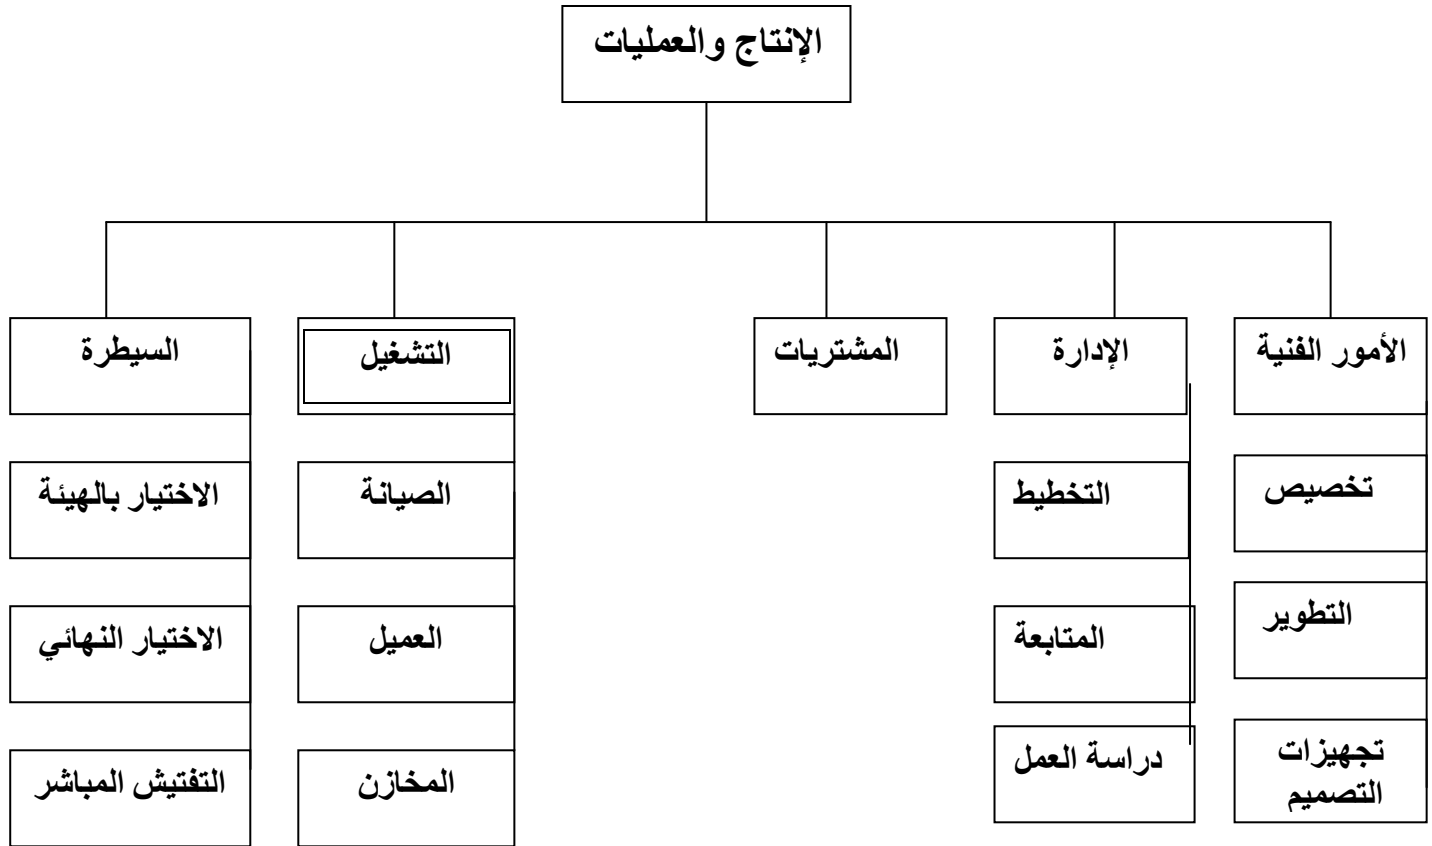 الإنتاج والعمليات
الأمور الفنية
الإدارة
المشتريات
التشغيل
السيطرة
تخصيص
التخطيط
الصيانة
الاختيار بالهيئة
التطوير
المتابعة
العميل
الاختيار النهائي
تجهيزات
التصميم
دراسة العمل
المخازن
التفتيش المباشر